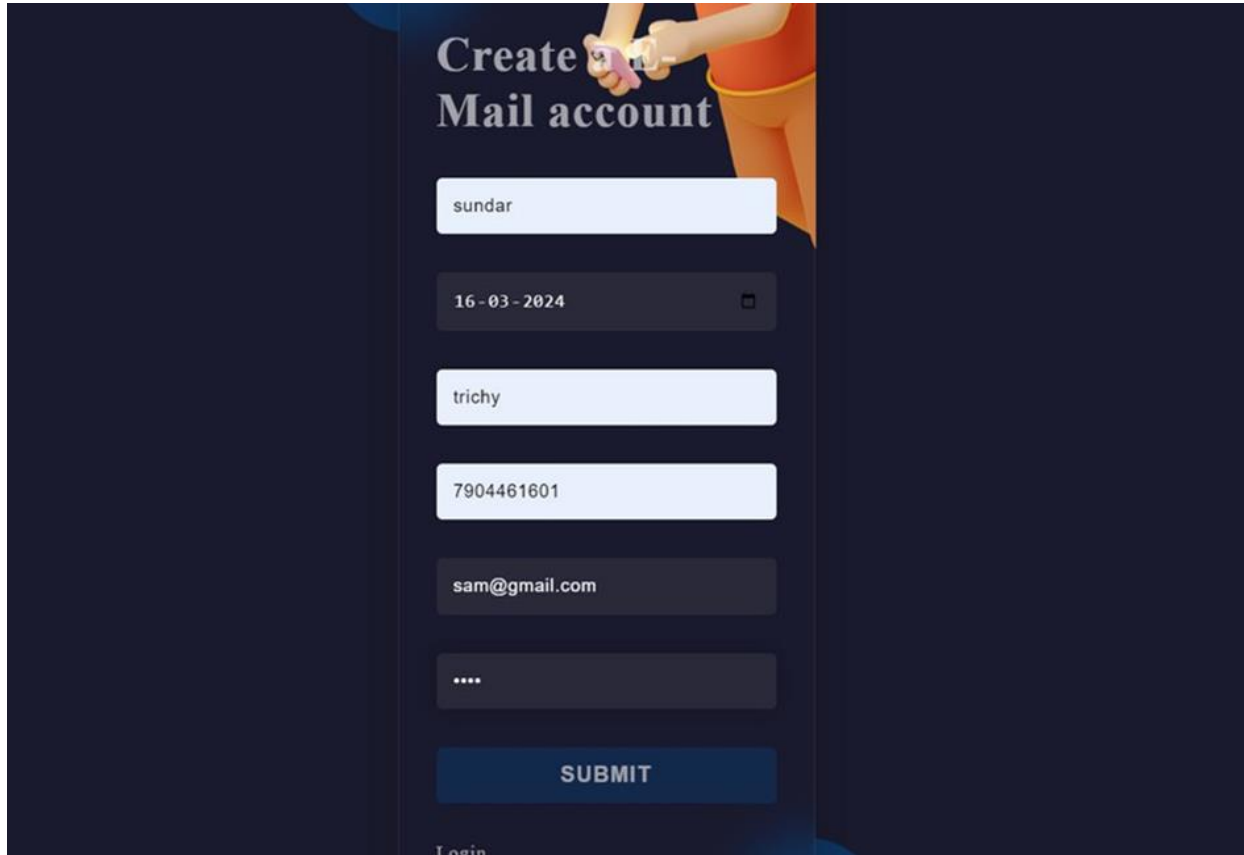 Create a E-
Mail account
sundar
16-03-2024
trichy
7904461601
sam@gmail.com
••••
SUBMIT
Login